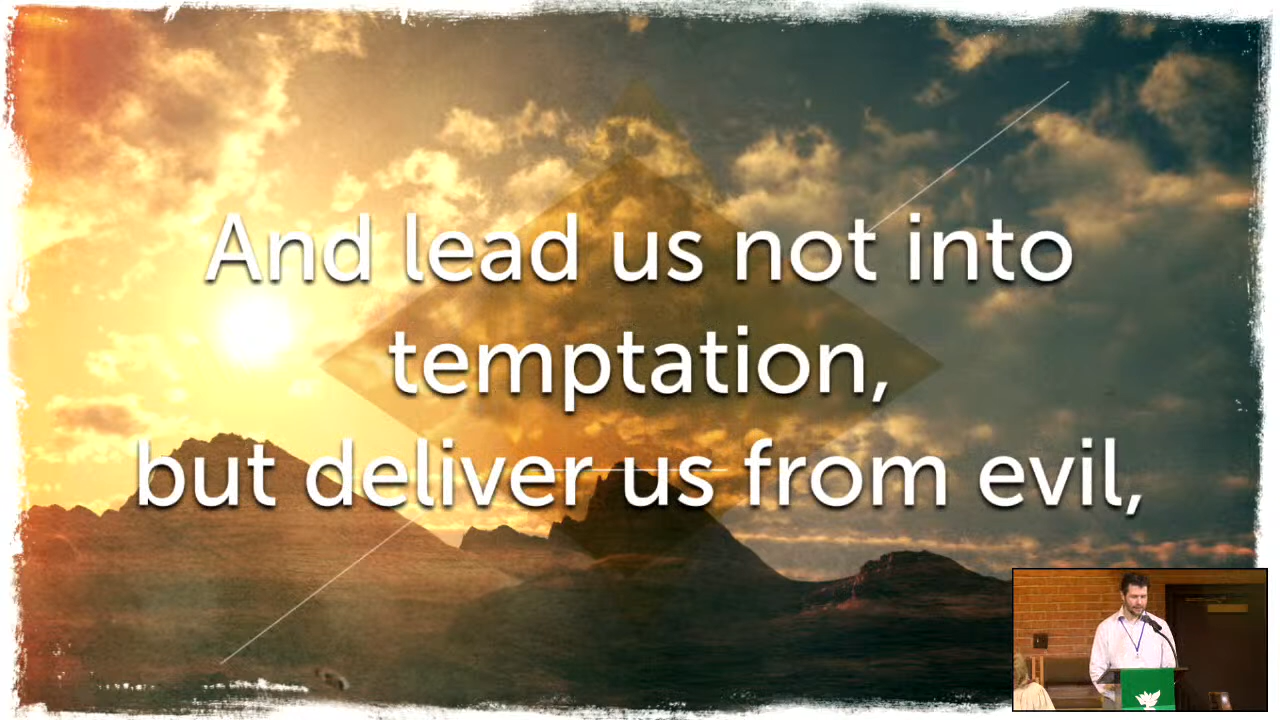 And lead us not into
temptation,
but deliver us from evil,